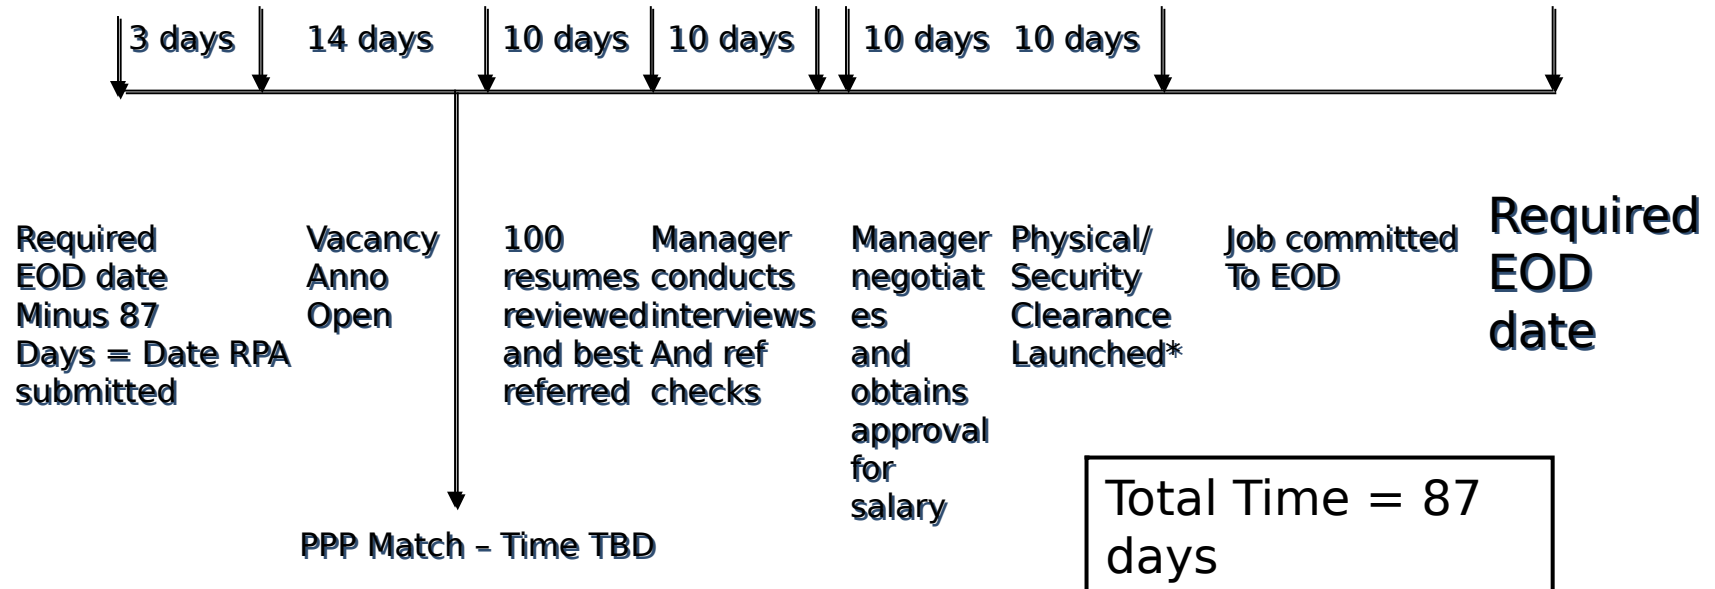 3 days
14 days
10 days
10 days
10 days
10 days
Required
EOD date
Minus 87
Days = Date RPA
submitted
Vacancy
Anno
Open
100
resumes
reviewed
and best
referred
Manager
conducts
interviews
And ref
checks
Manager
negotiat
es
and
obtains
approval
for
salary
Physical/
Security
Clearance
Launched*
Job committed
To EOD
Required
EOD
date
PPP Match – Time TBD
Total Time = 87
days